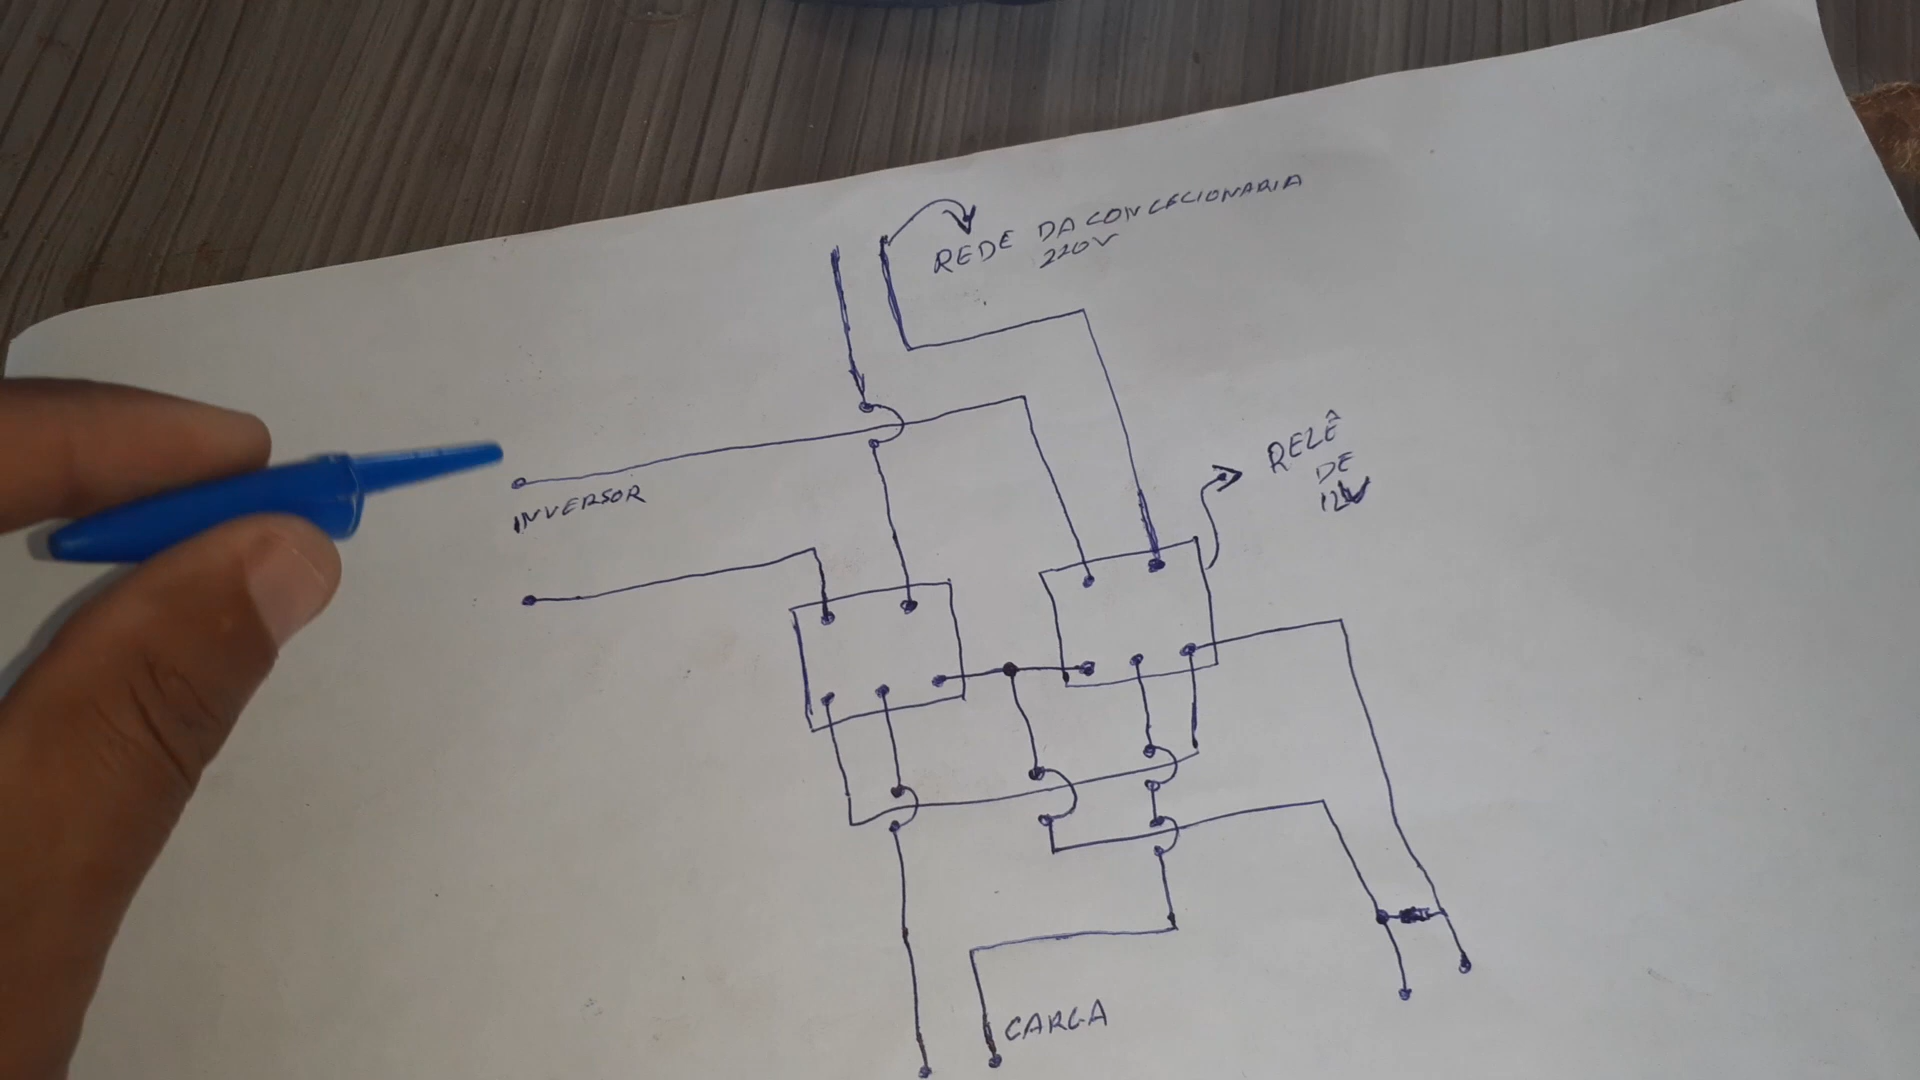 REDE DA CONCECIONARIA
220V
RELÊ
DE
12V
INVERSOR
CARGA